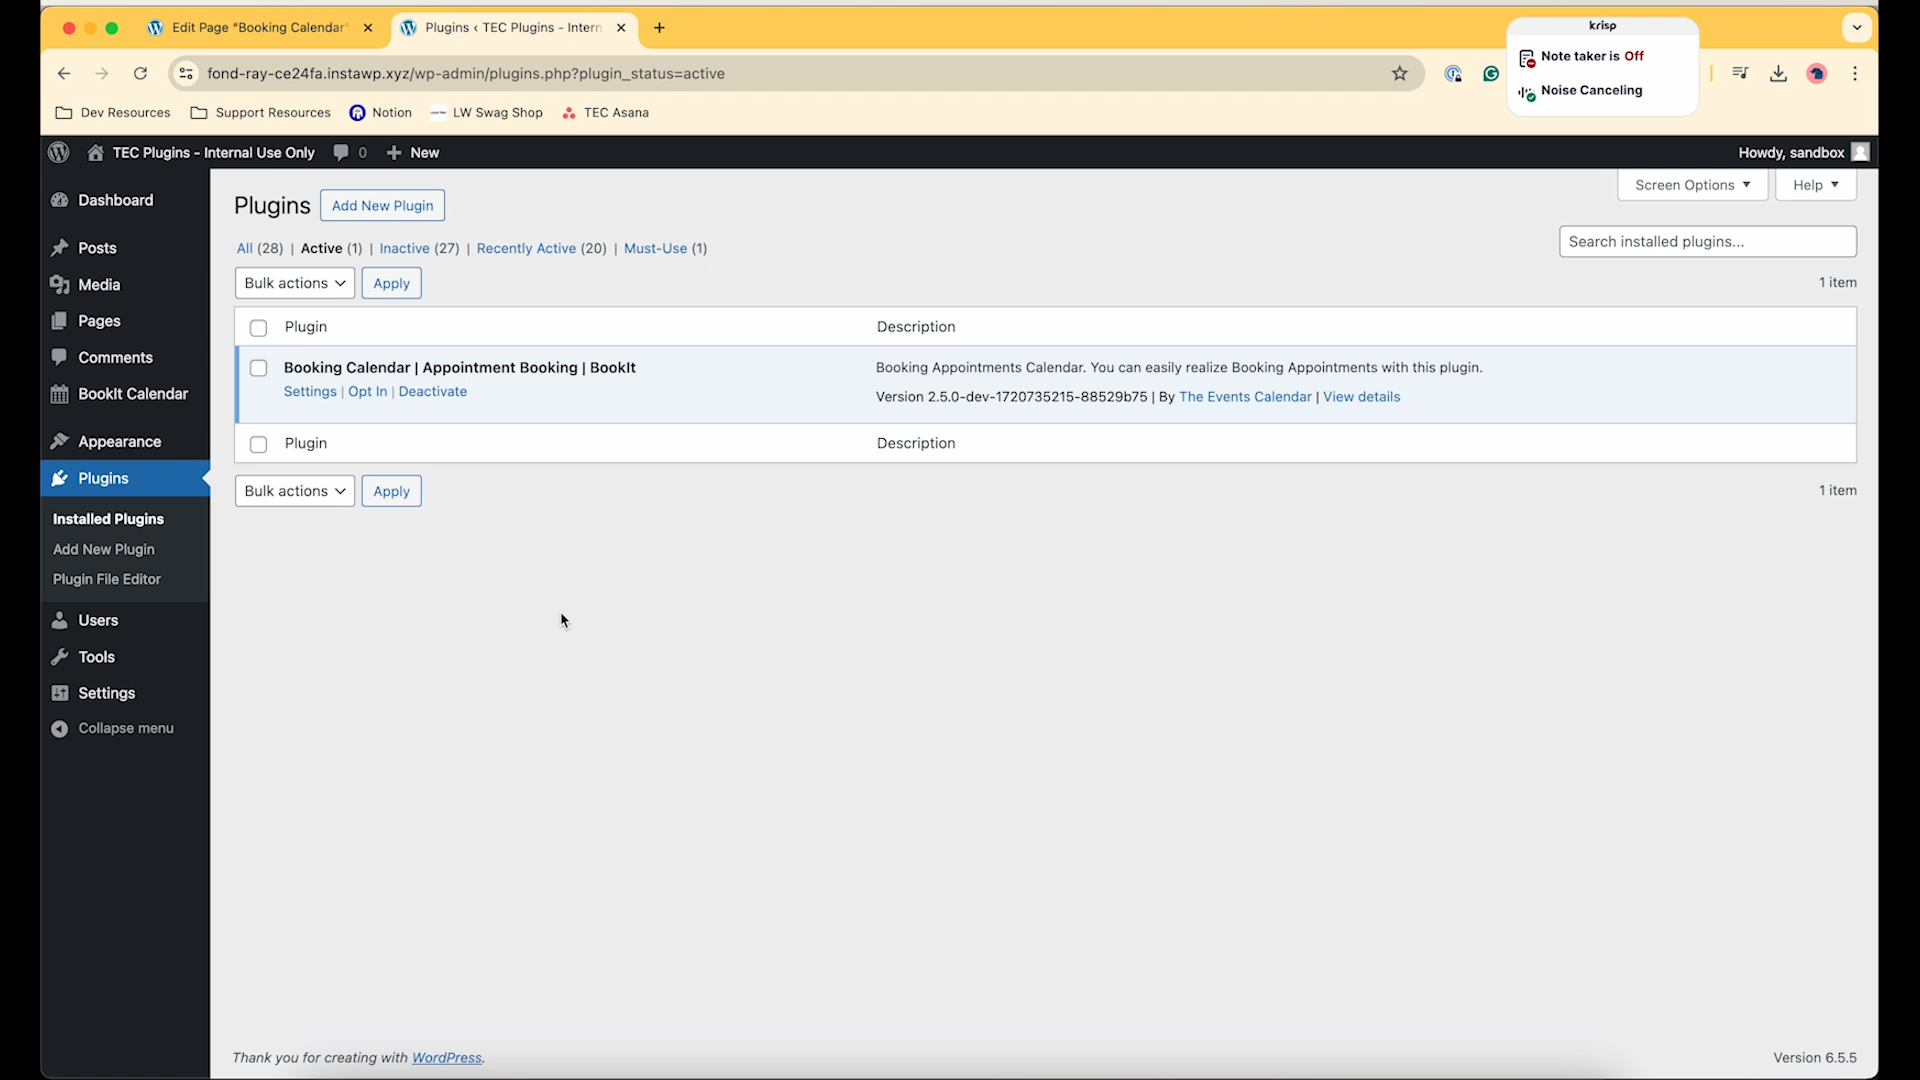 Edit Page "Booking Calendar"
Plugins ‹ TEC Plugins - Intern
krisp
Note taker is Off
Noise Canceling
fond-ray-ce24fa.instawp.xyz/wp-admin/plugins.php?plugin_status=active
Dev Resources
Support Resources
Notion
LW Swag Shop
TEC Asana
TEC Plugins - Internal Use Only
0
New
Howdy, sandbox
Dashboard
Posts
Media
Pages
Comments
BookIt Calendar
Appearance
Plugins
Installed Plugins
Add New Plugin
Plugin File Editor
Users
Tools
Settings
Collapse menu
Screen Options
Help
Plugins
Add New Plugin
All (28) | Active (1) | Inactive (27) | Recently Active (20) | Must-Use (1)
Search installed plugins...
Bulk actions
Apply
1 item
Plugin
Description
Booking Calendar | Appointment Booking | BookIt
Settings | Opt In | Deactivate
Booking Appointments Calendar. You can easily realize Booking Appointments with this plugin.
Version 2.5.0-dev-1720735215-88529b75 | By The Events Calendar | View details
Plugin
Description
Bulk actions
Apply
1 item
Thank you for creating with WordPress.
Version 6.5.5